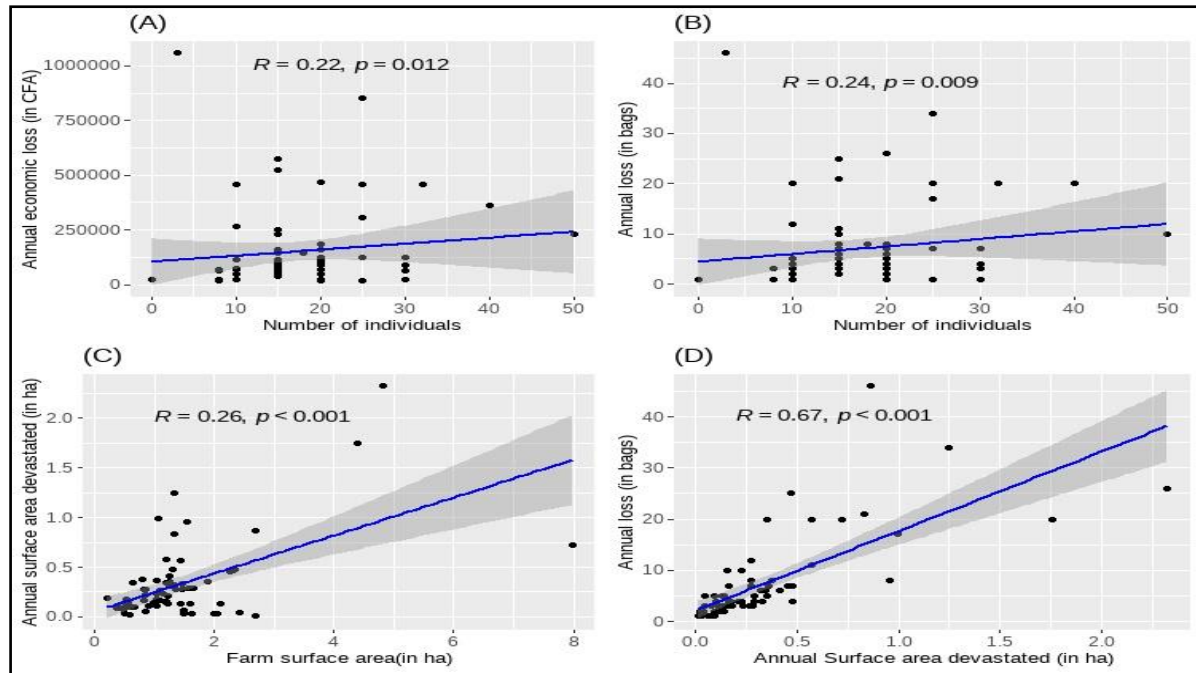 (A)
R = 0.22, p = 0.012
Annual economic loss (in CFA)
1000000
750000
500000
250000
0
0 10 20 30 40 50
Number of individuals
(B)
R = 0.24, p = 0.009
Annual loss (in bags)
40
30
20
10
0
0 10 20 30 40 50
Number of individuals
(C)
R = 0.26, p < 0.001
Annual surface area devastated (in ha)
2.0
1.5
1.0
0.5
0.0
0 2 4 6 8
Farm surface area(in ha)
(D)
R = 0.67, p < 0.001
Annual loss (in bags)
40
30
20
10
0
0.0 0.5 1.0 1.5 2.0
Annual Surface area devastated (in ha)